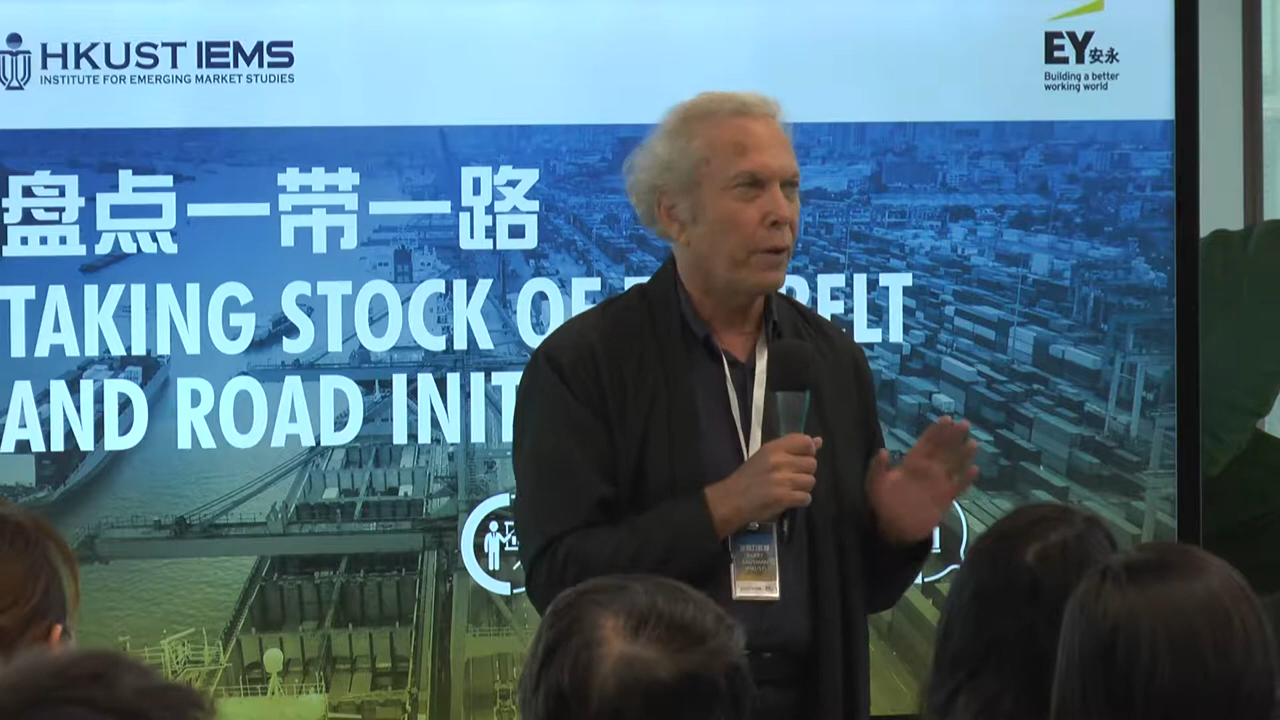 HKUST IEMS
INSTITUTE FOR EMERGING MARKET STUDIES
EY安永
Building a better
working world
盘点一带一路
TAKING STOCK OF BELT
AND ROAD INIT